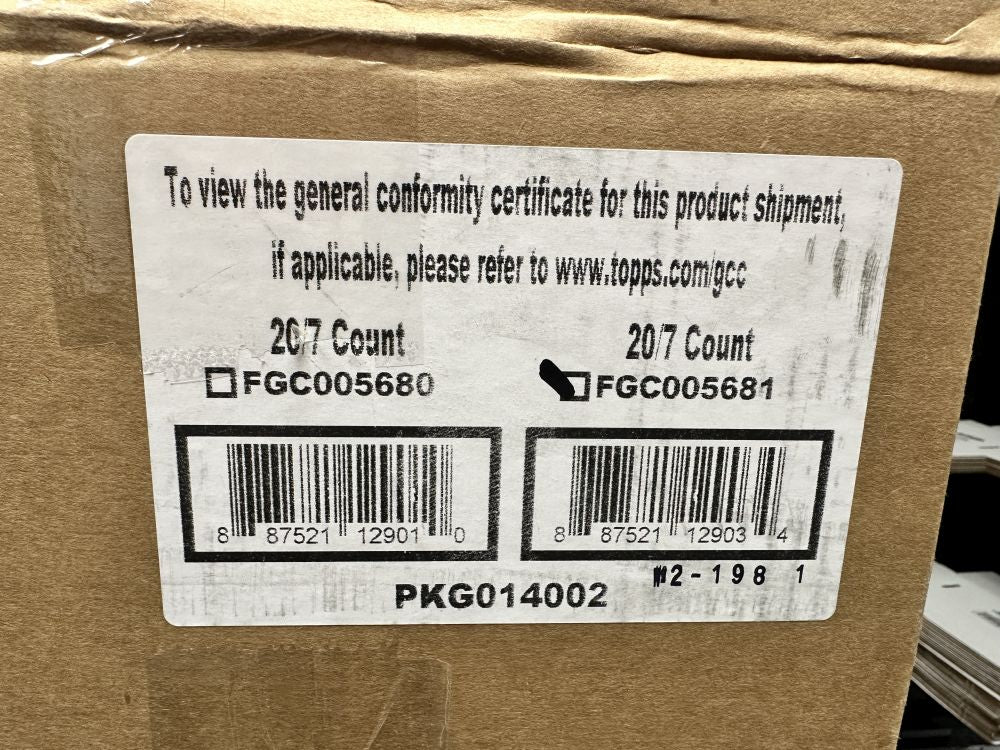 To view the general conformity certificate for this product shipment,
if applicable, please refer to www.topps.com/gcc
20/7 Count
20/7 Count
FGC005680
FGC005681
8 87521 12901 0
8 87521 12903 4
M2-198 1
PKG014002